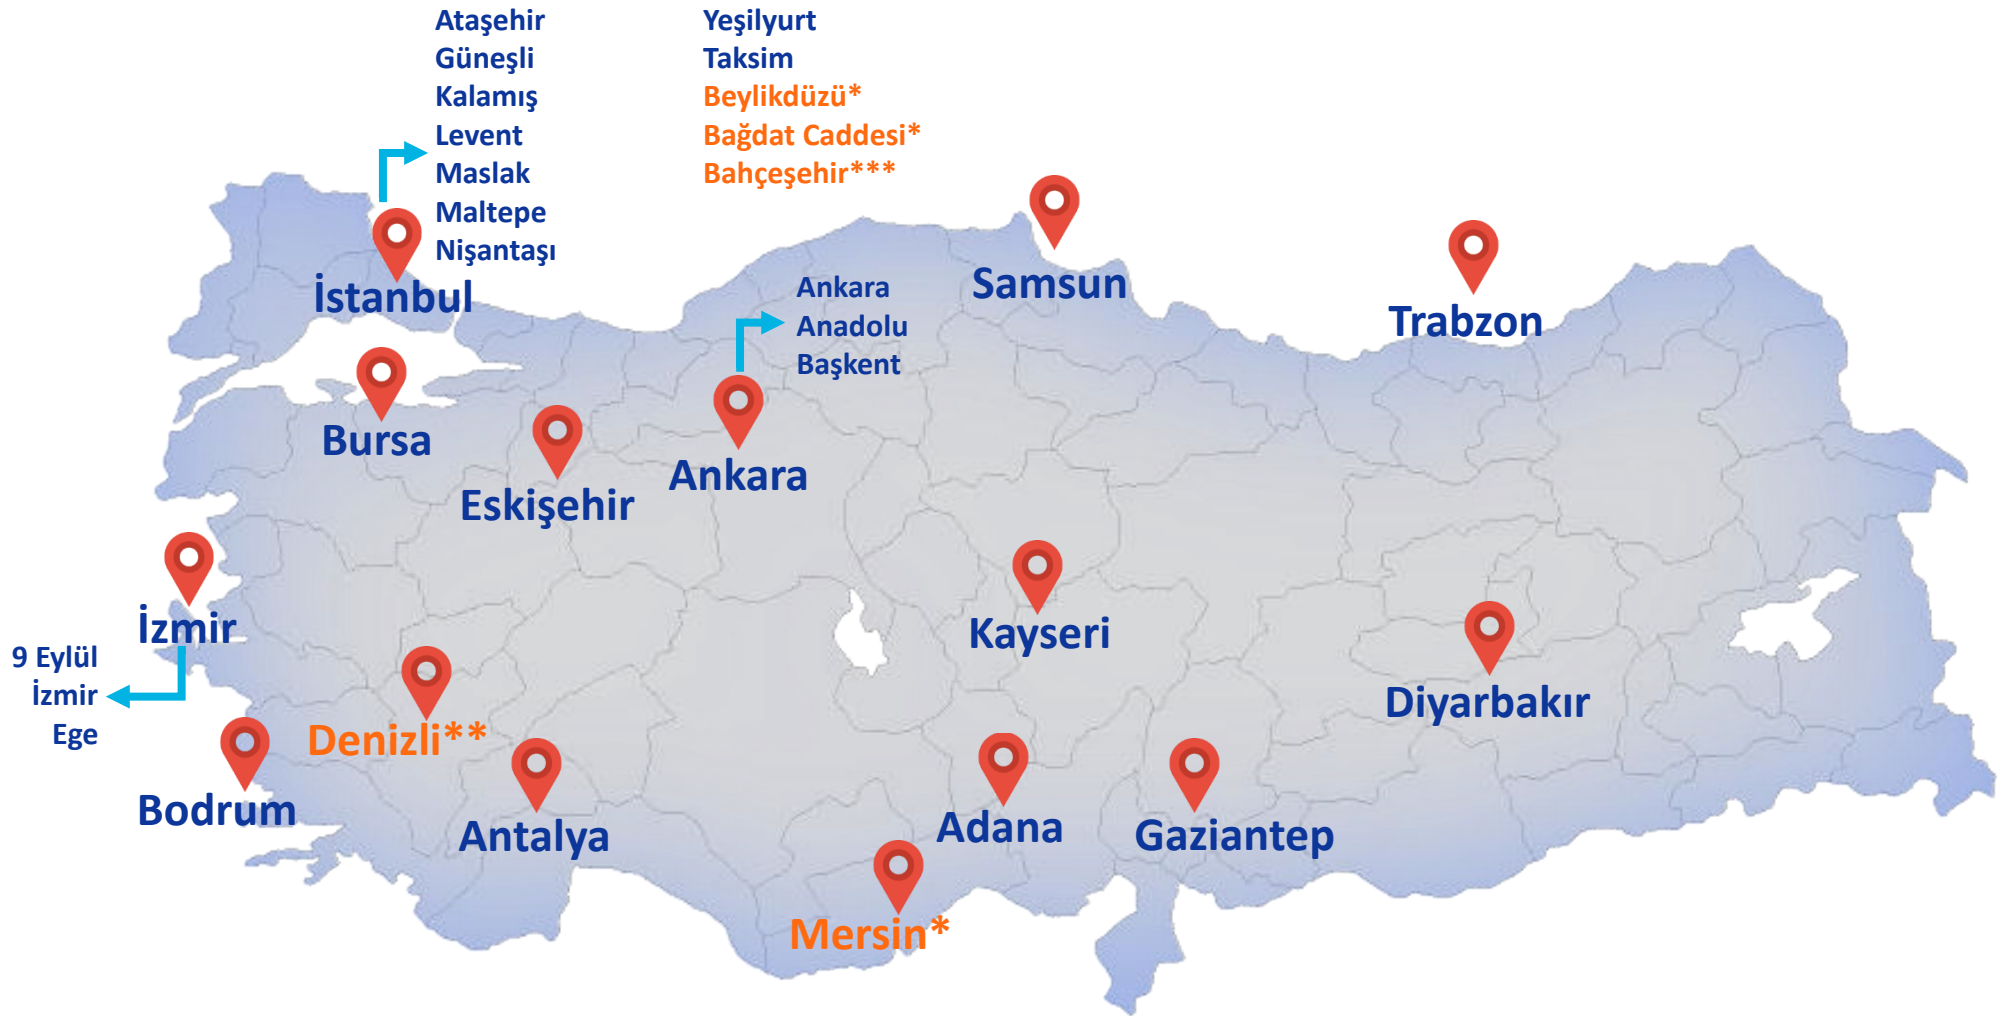 Ataşehir
Güneşli
Kalamış
Levent
Maslak
Maltepe
Nişantaşı
Yeşilyurt
Taksim
Beylikdüzü*
Bağdat Caddesi*
Bahçeşehir***
İstanbul
Samsun
Trabzon
Ankara
Anadolu
Başkent
Bursa
Eskişehir
Ankara
İzmir
9 Eylül
İzmir
Ege
Kayseri
Diyarbakır
Denizli**
Bodrum
Antalya
Adana
Gaziantep
Mersin*